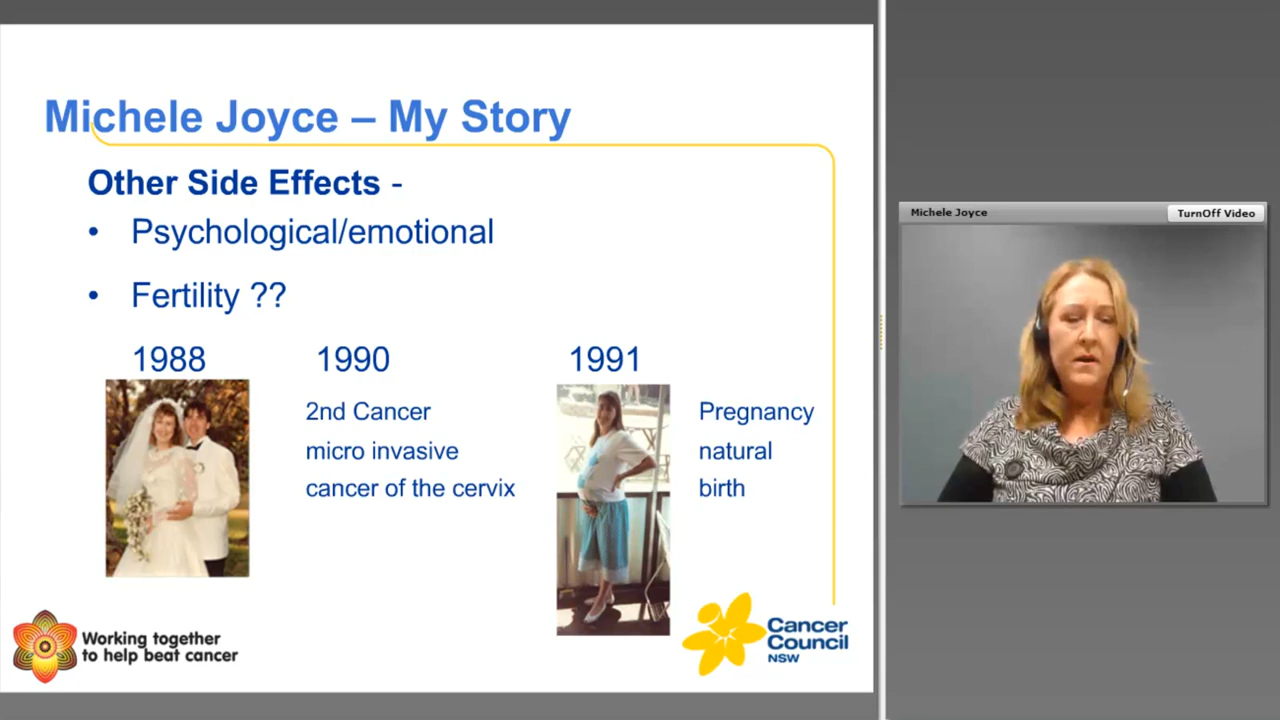 Michele Joyce – My Story
Other Side Effects -
• Psychological/emotional
• Fertility ??
1988
1990
1991
2nd Cancer
micro invasive
cancer of the cervix
Pregnancy
natural
birth
Working together
to help beat cancer
Cancer
Council
NSW
Michele Joyce
TurnOff Video